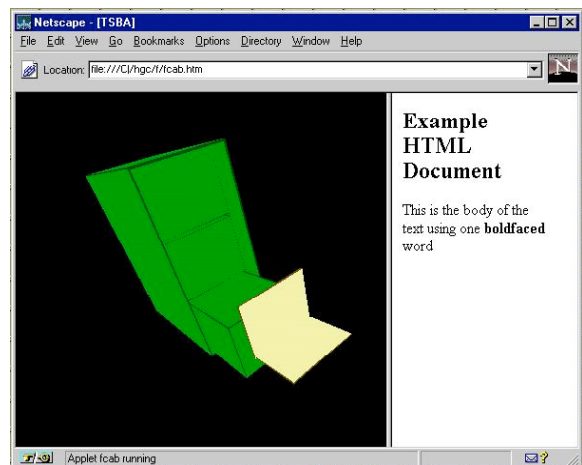 Netscape - [TSBA]
File Edit View Go Bookmarks Options Directory Window Help
Location: file:///C|/hgc/f/fcab.htm
N
Example
HTML
Document
This is the body of the
text using one boldfaced
word
Applet fcab running